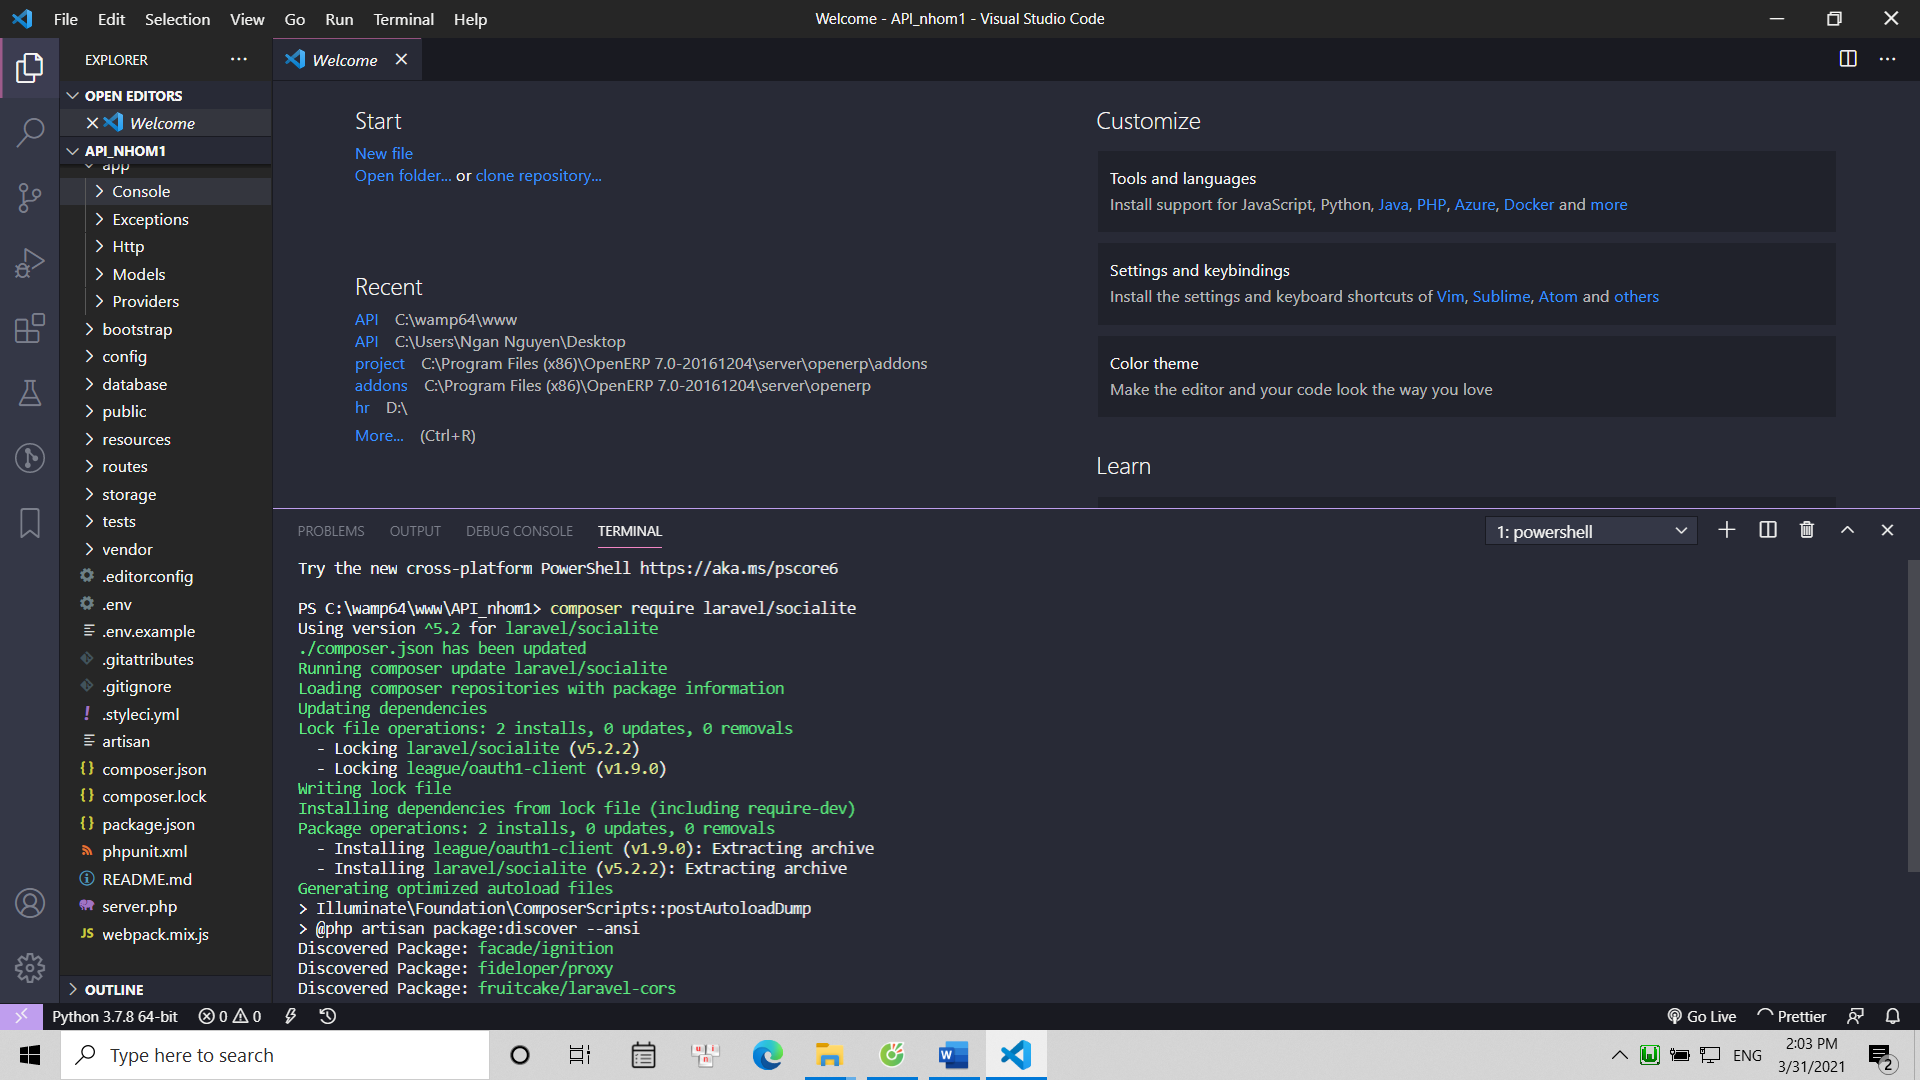 File Edit Selection View Go Run Terminal Help
Welcome - API_nhom1 - Visual Studio Code
EXPLORER
Welcome
OPEN EDITORS
Welcome
API_NHOM1
app
Console
Exceptions
Http
Models
Providers
bootstrap
config
database
public
resources
routes
storage
tests
vendor
.editorconfig
.env
.env.example
.gitattributes
.gitignore
.styleci.yml
artisan
composer.json
composer.lock
package.json
phpunit.xml
README.md
server.php
JS webpack.mix.js
OUTLINE
Start
New file
Open folder... or clone repository...
Recent
API C:\wamp64\www
API C:\Users\Ngan Nguyen\Desktop
project C:\Program Files (x86)\OpenERP 7.0-20161204\server\openerp\addons
addons C:\Program Files (x86)\OpenERP 7.0-20161204\server\openerp
hr D:\
More... (Ctrl+R)
Customize
Tools and languages
Install support for JavaScript, Python, Java, PHP, Azure, Docker and more
Settings and keybindings
Install the settings and keyboard shortcuts of Vim, Sublime, Atom and others
Color theme
Make the editor and your code look the way you love
Learn
PROBLEMS OUTPUT DEBUG CONSOLE TERMINAL
1: powershell
Try the new cross-platform PowerShell https://aka.ms/pscore6
PS C:\wamp64\www\API_nhom1> composer require laravel/socialite
Using version ^5.2 for laravel/socialite
./composer.json has been updated
Running composer update laravel/socialite
Loading composer repositories with package information
Updating dependencies
Lock file operations: 2 installs, 0 updates, 0 removals
- Locking laravel/socialite (v5.2.2)
- Locking league/oauth1-client (v1.9.0)
Writing lock file
Installing dependencies from lock file (including require-dev)
Package operations: 2 installs, 0 updates, 0 removals
- Installing league/oauth1-client (v1.9.0): Extracting archive
- Installing laravel/socialite (v5.2.2): Extracting archive
Generating optimized autoload files
> Illuminate\Foundation\ComposerScripts::postAutoloadDump
> @php artisan package:discover --ansi
Discovered Package: facade/ignition
Discovered Package: fideloper/proxy
Discovered Package: fruitcake/laravel-cors
Python 3.7.8 64-bit 0 0
Go Live Prettier
Type here to search
ENG
2:03 PM
3/31/2021
2